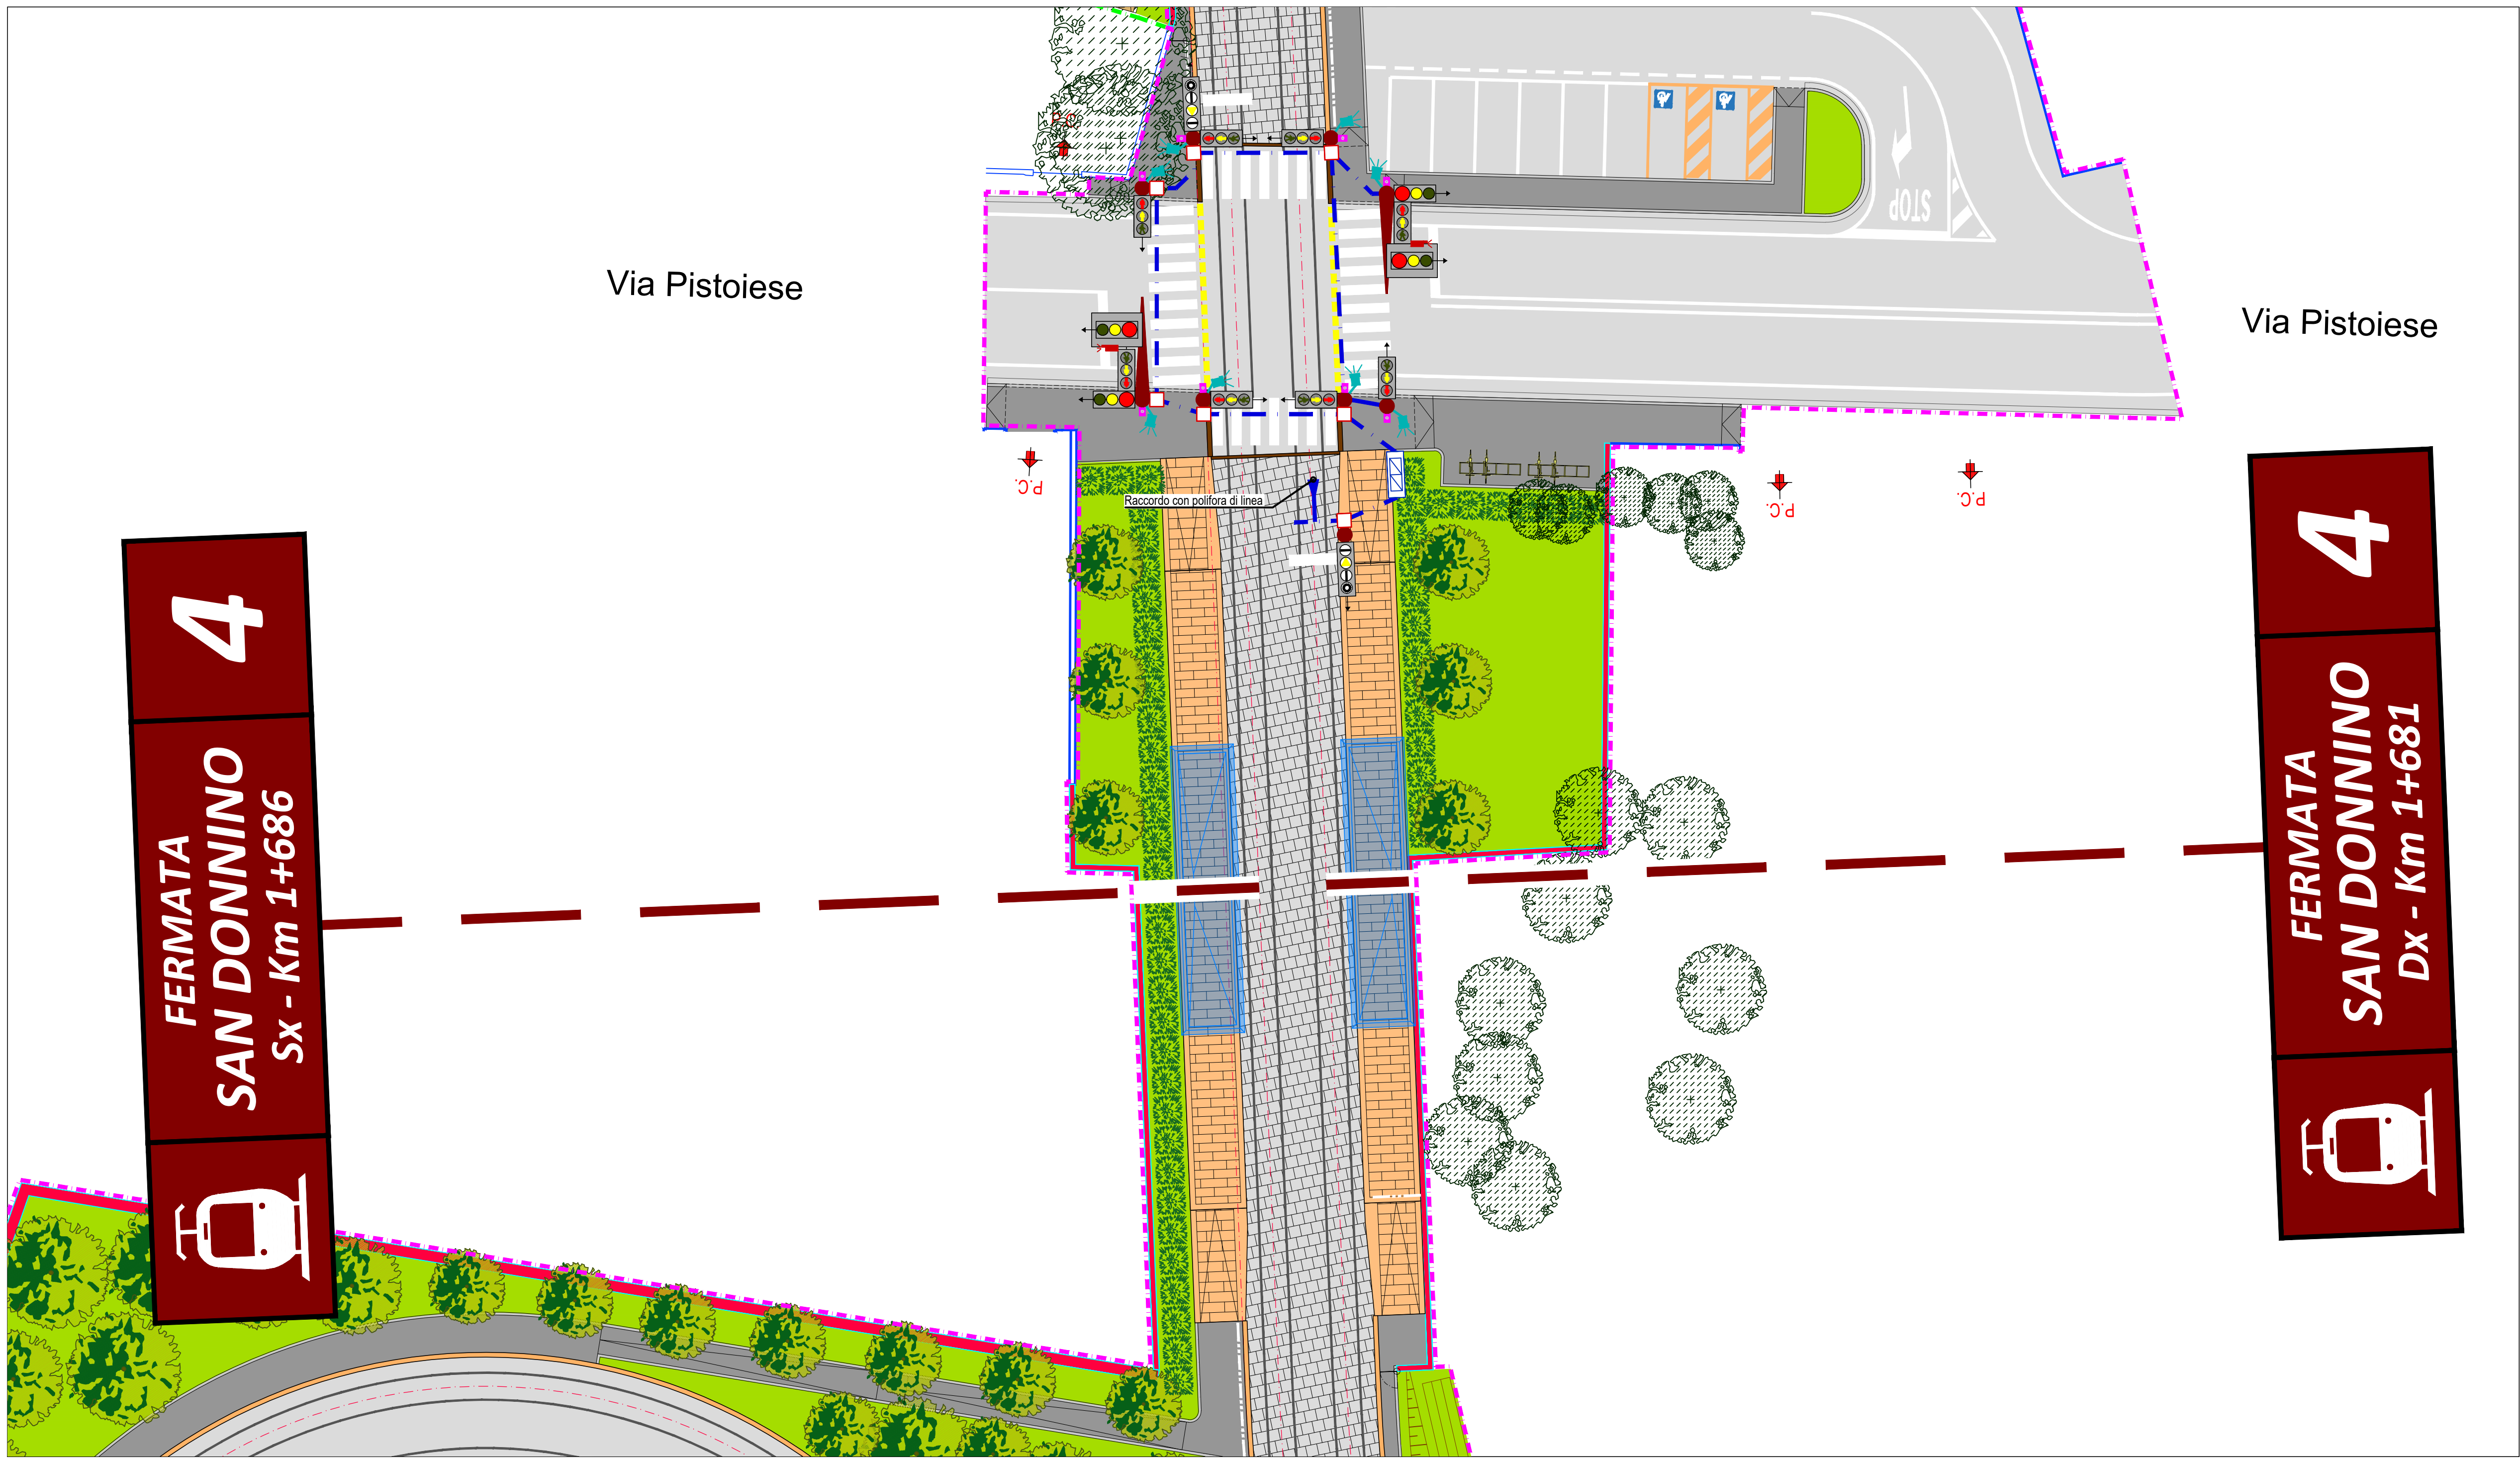 STOP
Via Pistoiese
Via Pistoiese
P.C.
P.C.
P.C.
P.C.
Raccordo con polifora di linea
4
FERMATA
SAN DONNINO
Sx - Km 1+686
4
FERMATA
SAN DONNINO
Dx - Km 1+681